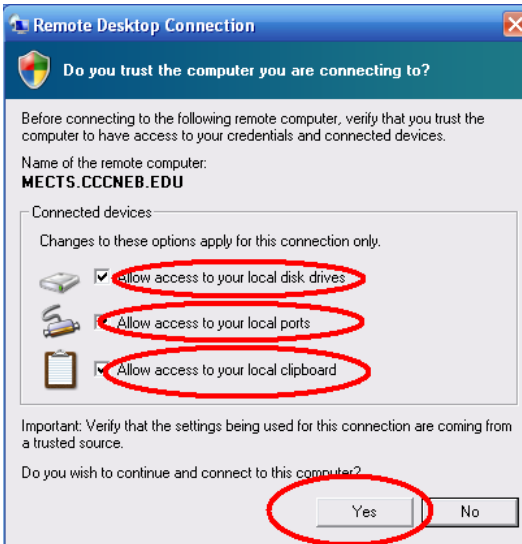 Remote Desktop Connection
Do you trust the computer you are connecting to?
Before connecting to the following remote computer, verify that you trust the
computer to have access to your credentials and connected devices.
Name of the remote computer:
MECTS.CCCNEB.EDU
Connected devices
Changes to these options apply for this connection only.
Allow access to your local disk drives
Allow access to your local ports
Allow access to your local clipboard
Important: Verify that the settings being used for this connection are coming from
a trusted source.
Do you wish to continue and connect to this computer?
Yes No